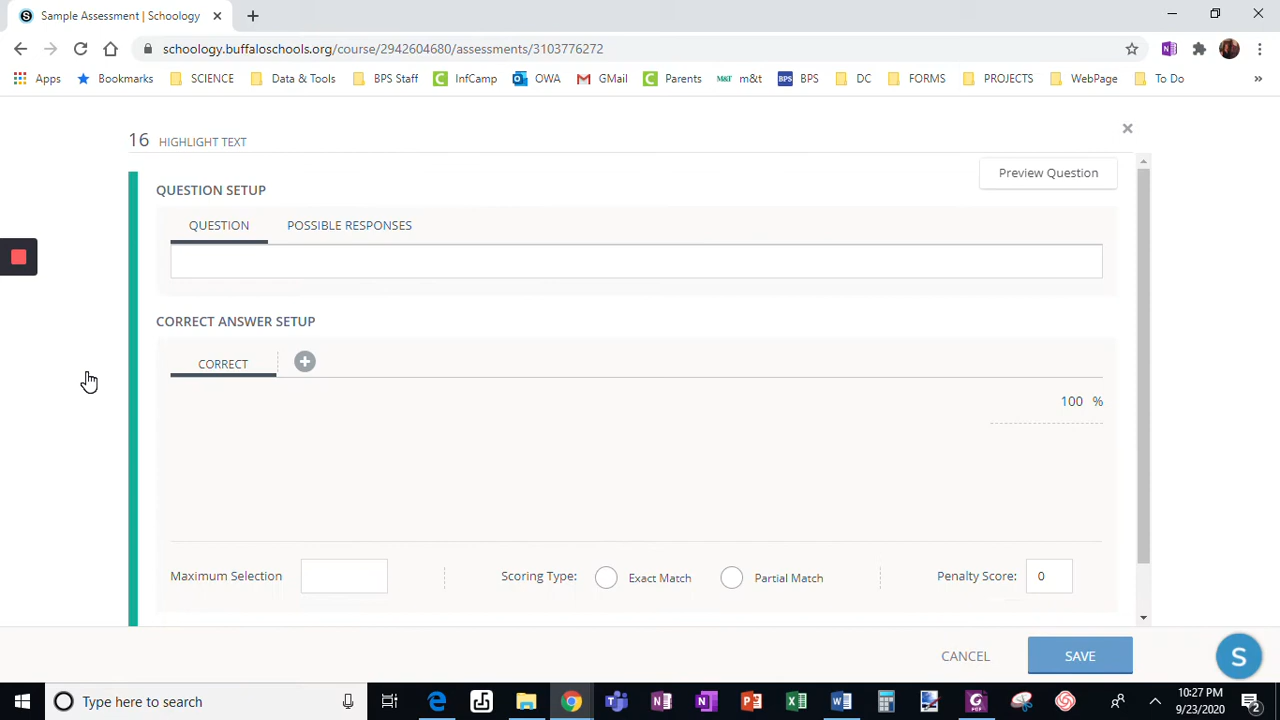 Sample Assessment | Schoology
schoology.buffaloschools.org/course/2942604680/assessments/3103776272
Apps Bookmarks SCIENCE Data & Tools BPS Staff InfCamp OWA GMail Parents M&T m&t BPS BPS DC FORMS PROJECTS WebPage To Do »
16 HIGHLIGHT TEXT
Preview Question
QUESTION SETUP
QUESTION POSSIBLE RESPONSES
CORRECT ANSWER SETUP
CORRECT
100 %
Maximum Selection Scoring Type: Exact Match Partial Match Penalty Score: 0
CANCEL SAVE S
Type here to search
10:27 PM
9/23/2020
2